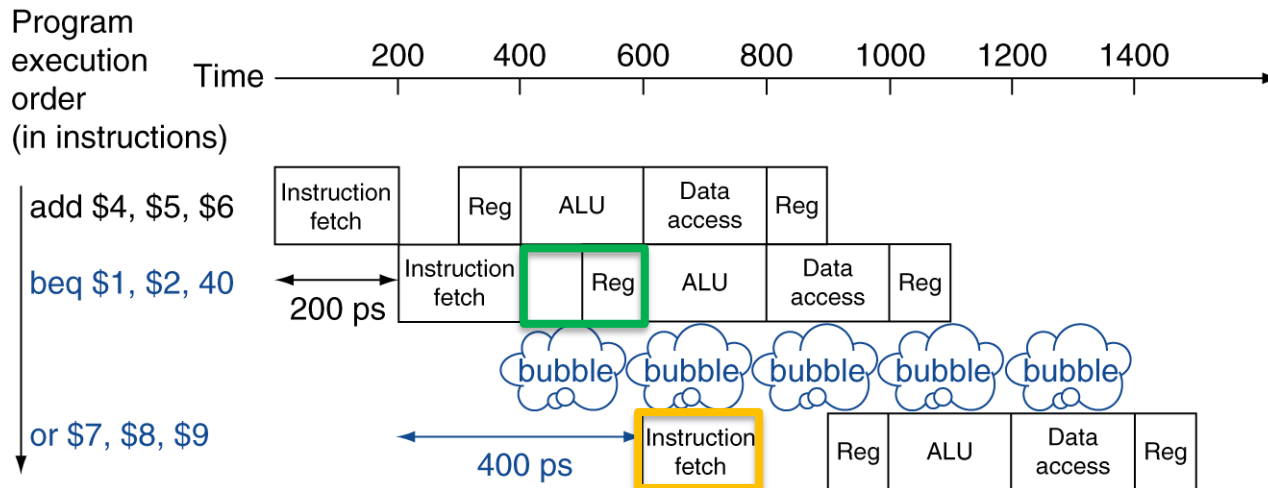 Program
execution
order
(in instructions)
Time
200 400 600 800 1000 1200 1400
add $4, $5, $6
Instruction
fetch
Reg
ALU
Data
access
Reg
beq $1, $2, 40
200 ps
Instruction
fetch
Reg
ALU
Data
access
Reg
bubble bubble bubble bubble bubble
or $7, $8, $9
400 ps
Instruction
fetch
Reg
ALU
Data
access
Reg